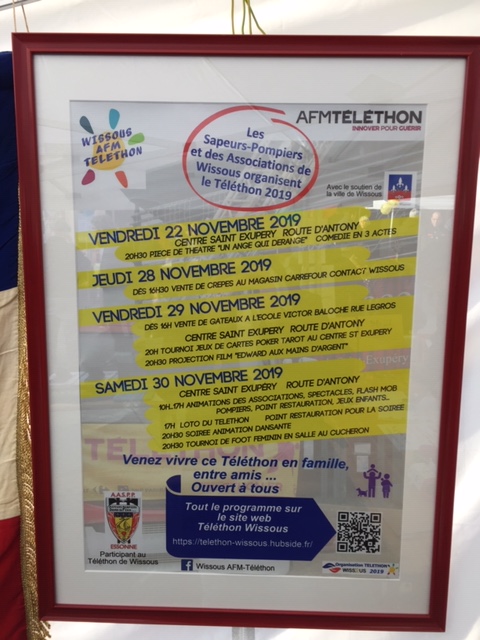 WISSOUS
AFM
TELETHON
Les
Sapeurs-Pompiers
et des Associations de
Wissous organisent
le Téléthon 2019
AFMTÉLÉTHON
INNOVER POUR GUÉRIR
Avec le soutien de
la ville de Wissous
VENDREDI 22 NOVEMBRE 2019
CENTRE SAINT EXUPERY ROUTE D'ANTONY
20H30 PIECE DE THEATRE "UN ANGE QUI DERANGE" COMEDIE EN 3 ACTES
JEUDI 28 NOVEMBRE 2019
DÈS 16H30 VENTE DE CREPES AU MAGASIN CARREFOUR CONTACT WISSOUS
VENDREDI 29 NOVEMBRE 2019
DÈS 16H VENTE DE GATEAUX A L'ECOLE VICTOR BALOCHE RUE LEGROS
CENTRE SAINT EXUPERY ROUTE D'ANTONY
20H TOURNOI JEUX DE CARTES POKER TAROT AU CENTRE ST EXUPERY
20H30 PROJECTION FILM "EDWARD AUX MAINS D'ARGENT"
Exupery
SAMEDI 30 NOVEMBRE 2019
CENTRE SAINT EXUPÉRY ROUTE D'ANTONY
10H..17H ANIMATIONS DES ASSOCIATIONS, SPECTACLES, FLASH MOB
POMPIERS, POINT RESTAURATION, JEUX ENFANTS...
17H LOTO DU TELETHON POINT RESTAURATION POUR LA SOIREE
20H30 SOIREE ANIMATION DANSANTE
20H30 TOURNOI DE FOOT FEMININ EN SALLE AU CUCHERON
Venez vivre ce Téléthon en famille,
entre amis ...
Ouvert à tous
Tout le programme sur
le site web
Téléthon Wissous
https://telethon-wissous.hubside.fr/
A.A.S.P.P.
ESSONNE
Participant au
Téléthon de Wissous
Wissous AFM-Téléthon
Organisation TELETHON
WISSOUS 2019